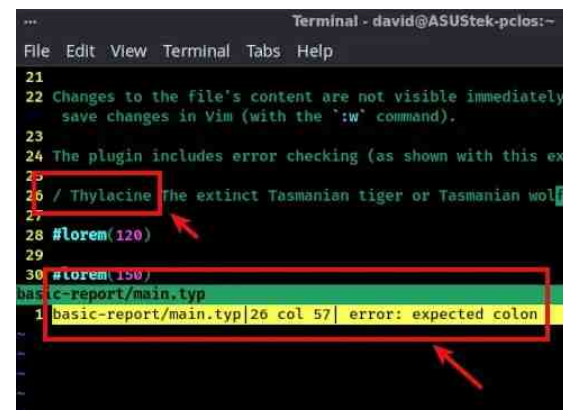 ... Terminal - david@ASUStek-pclos:~
File Edit View Terminal Tabs Help
21
22 Changes to the file's content are not visible immediately
save changes in Vim (with the `:w` command).
23
24 The plugin includes error checking (as shown with this ex
25
26 / Thylacine The extinct Tasmanian tiger or Tasmanian wolf
27
28 #lorem(120)
29
30 #lorem(150)
basic-report/main.typ
1 basic-report/main.typ|26 col 57| error: expected colon
~
~
~
~